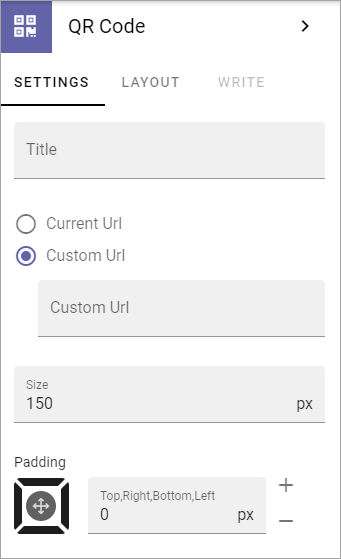 QR Code
SETTINGS LAYOUT WRITE
Title
Current Url
Custom Url
Custom Url
Size
150 px
Padding
Top,Right,Bottom,Left
0 px